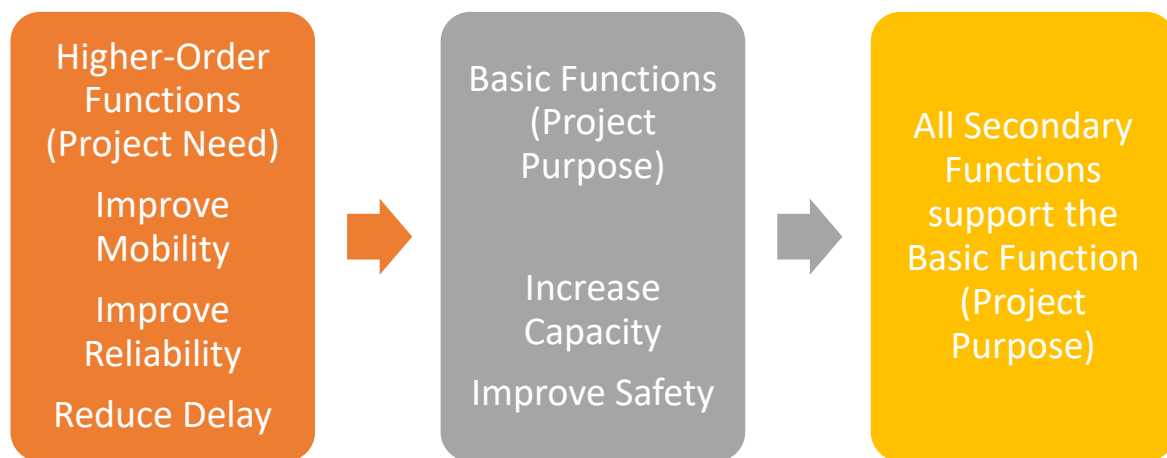 Higher-Order
Functions
(Project Need)
Improve
Mobility
Improve
Reliability
Reduce Delay
Basic Functions
(Project
Purpose)
Increase
Capacity
Improve Safety
All Secondary
Functions
support the
Basic Function
(Project
Purpose)